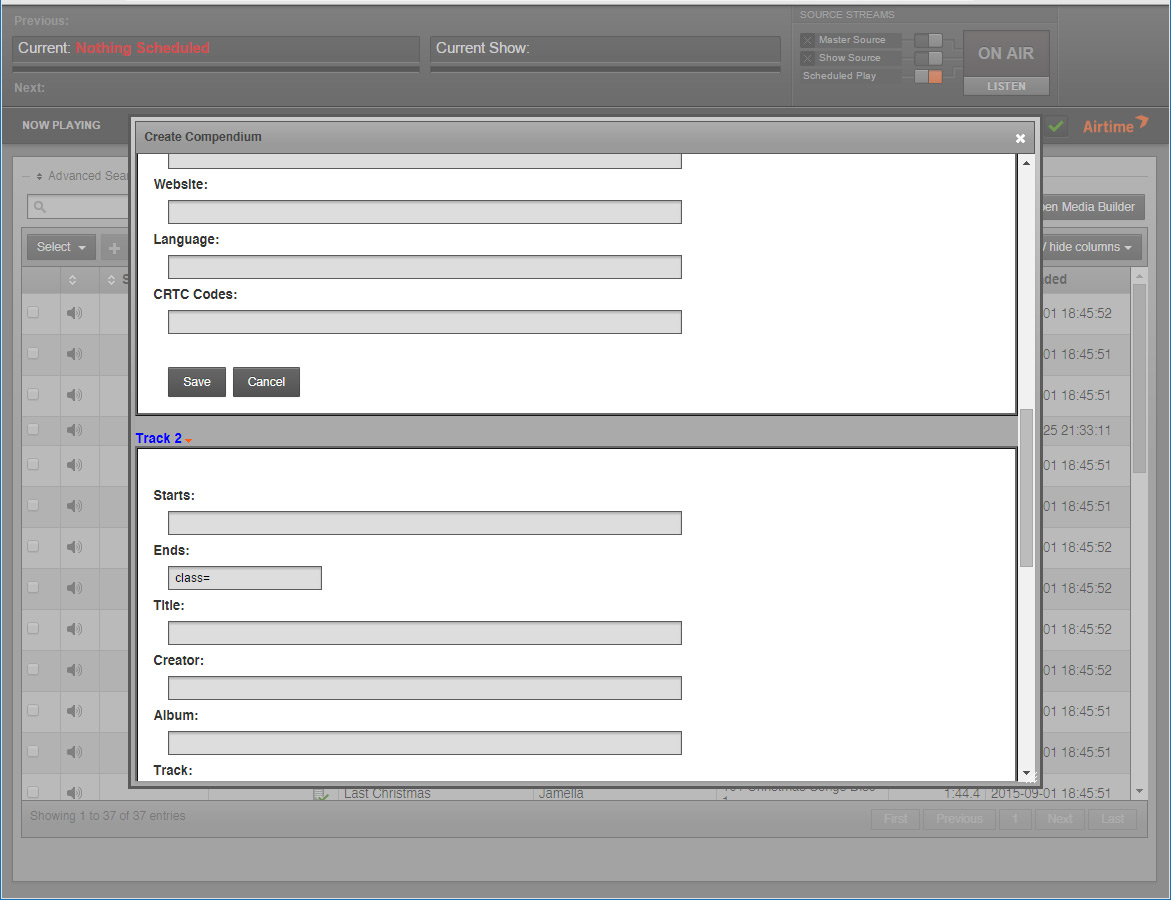 Previous:
Current: Nothing Scheduled
Current Show:
Next:
SOURCE STREAMS
Master Source
Show Source
Scheduled Play
ON AIR
LISTEN
NOW PLAYING
Airtime
Advanced Sear
Media Builder
Select
/ hide columns
Create Compendium
Website:
Language:
CRTC Codes:
Save Cancel
Track 2
Starts:
Ends:
class=
Title:
Creator:
Album:
Track:
ded
01 18:45:52
01 18:45:51
01 18:45:51
25 21:33:11
01 18:45:51
01 18:45:51
01 18:45:52
01 18:45:52
01 18:45:52
01 18:45:52
01 18:45:51
01 18:45:51
Last Christmas Jamelia 1:44.4 2015-09-01 18:45:51
Showing 1 to 37 of 37 entries
First Previous 1 Next Last